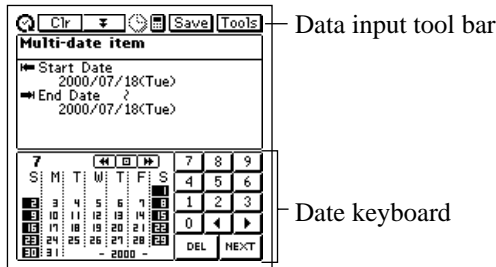 Clr Save Tools Data input tool bar
Multi-date item
Start Date
2000/07/18(Tue)
End Date
2000/07/18(Tue)
7 7 8 9
S M T W T F S 4 5 6
1
2 3 4 5 6 7 8 1 2 3 Date keyboard
9 10 11 12 13 14 15 0
16 17 18 19 20 21 22
23 24 25 26 27 28 29 DEL NEXT
30 31 - 2000 -